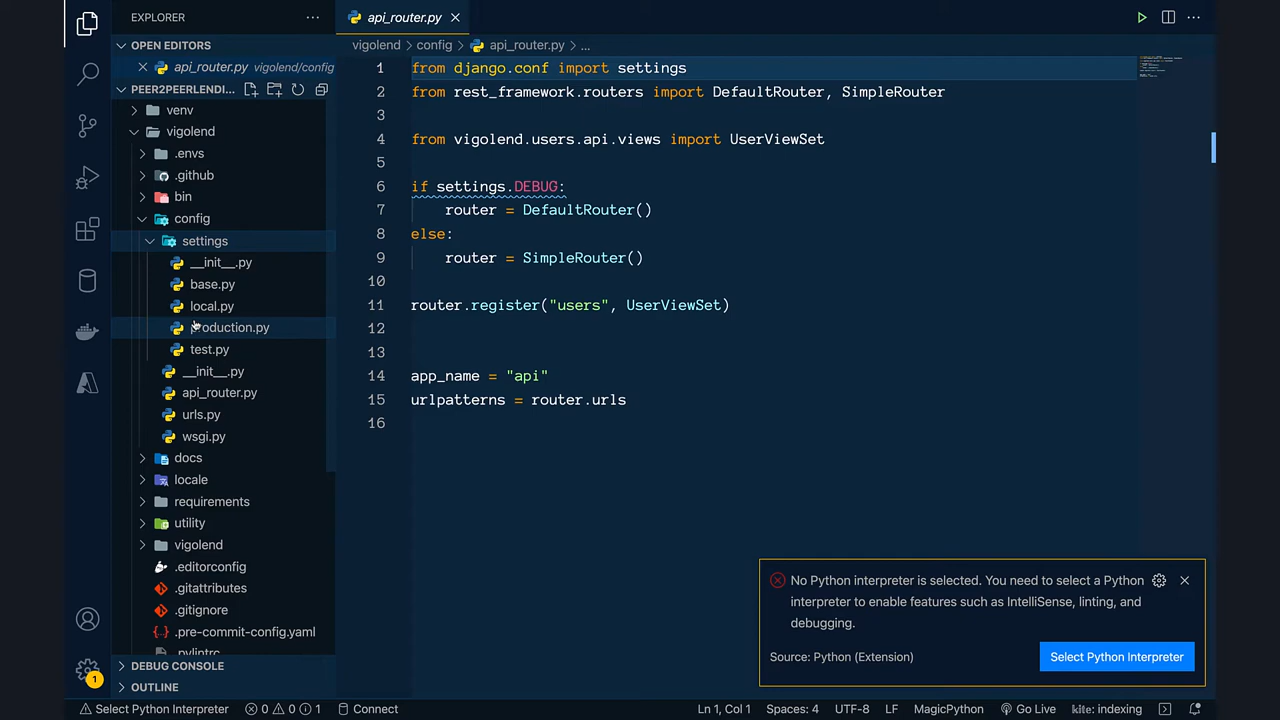 EXPLORER
OPEN EDITORS
api_router.py vigolend/config
PEER2PEERLENDI...
venv
vigolend
.envs
.github
bin
config
settings
__init__.py
base.py
local.py
production.py
test.py
__init__.py
api_router.py
urls.py
wsgi.py
docs
locale
requirements
utility
vigolend
.editorconfig
.gitattributes
.gitignore
.pre-commit-config.yaml
.pylintrc
DEBUG CONSOLE
OUTLINE
1
api_router.py
vigolend > config > api_router.py > ...
1 from django.conf import settings
2 from rest_framework.routers import DefaultRouter, SimpleRouter
3
4 from vigolend.users.api.views import UserViewSet
5
6 if settings.DEBUG:
7 router = DefaultRouter()
8 else:
9 router = SimpleRouter()
10
11 router.register("users", UserViewSet)
12
13
14 app_name = "api"
15 urlpatterns = router.urls
16
No Python interpreter is selected. You need to select a Python
interpreter to enable features such as IntelliSense, linting, and
debugging.
Source: Python (Extension)
Select Python Interpreter
Select Python Interpreter 0 0 1 Connect Ln 1, Col 1 Spaces: 4 UTF-8 LF MagicPython Go Live kite: indexing